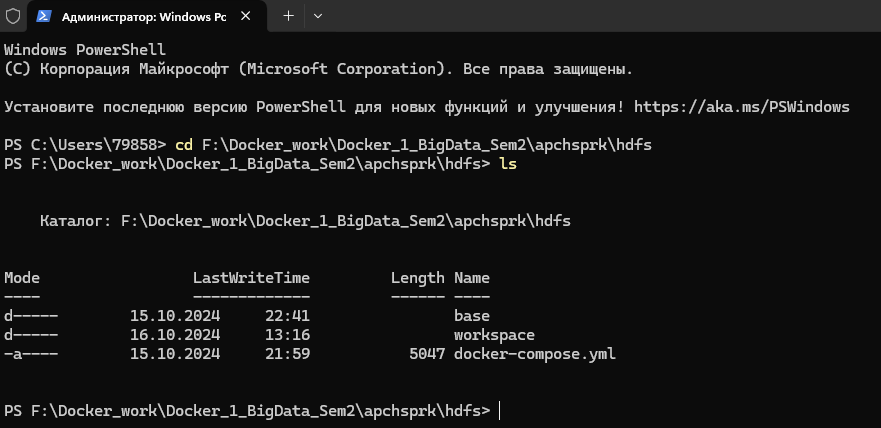 Администратор: Windows Pc
Windows PowerShell
(C) Корпорация Майкрософт (Microsoft Corporation). Все права защищены.
Установите последнюю версию PowerShell для новых функций и улучшения! https://aka.ms/PSWindows
PS C:\Users\79858> cd F:\Docker_work\Docker_1_BigData_Sem2\apchsprk\hdfs
PS F:\Docker_work\Docker_1_BigData_Sem2\apchsprk\hdfs> ls
Каталог: F:\Docker_work\Docker_1_BigData_Sem2\apchsprk\hdfs
Mode LastWriteTime Length Name
---- ------------- ------ ----
d----- 15.10.2024 22:41 base
d----- 16.10.2024 13:16 workspace
-a---- 15.10.2024 21:59 5047 docker-compose.yml
PS F:\Docker_work\Docker_1_BigData_Sem2\apchsprk\hdfs>